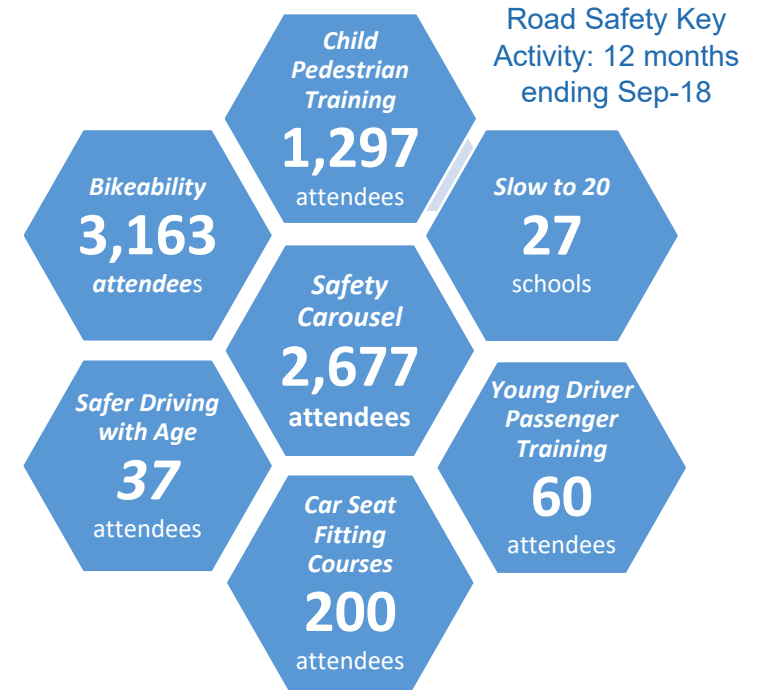 Road Safety Key
Activity: 12 months
ending Sep-18
Child
Pedestrian
Training
1,297
attendees
Bikeability
3,163
attendees
Slow to 20
27
schools
Safety
Carousel
2,677
attendees
Safer Driving
with Age
37
attendees
Young Driver
Passenger
Training
60
attendees
Car Seat
Fitting
Courses
200
attendees